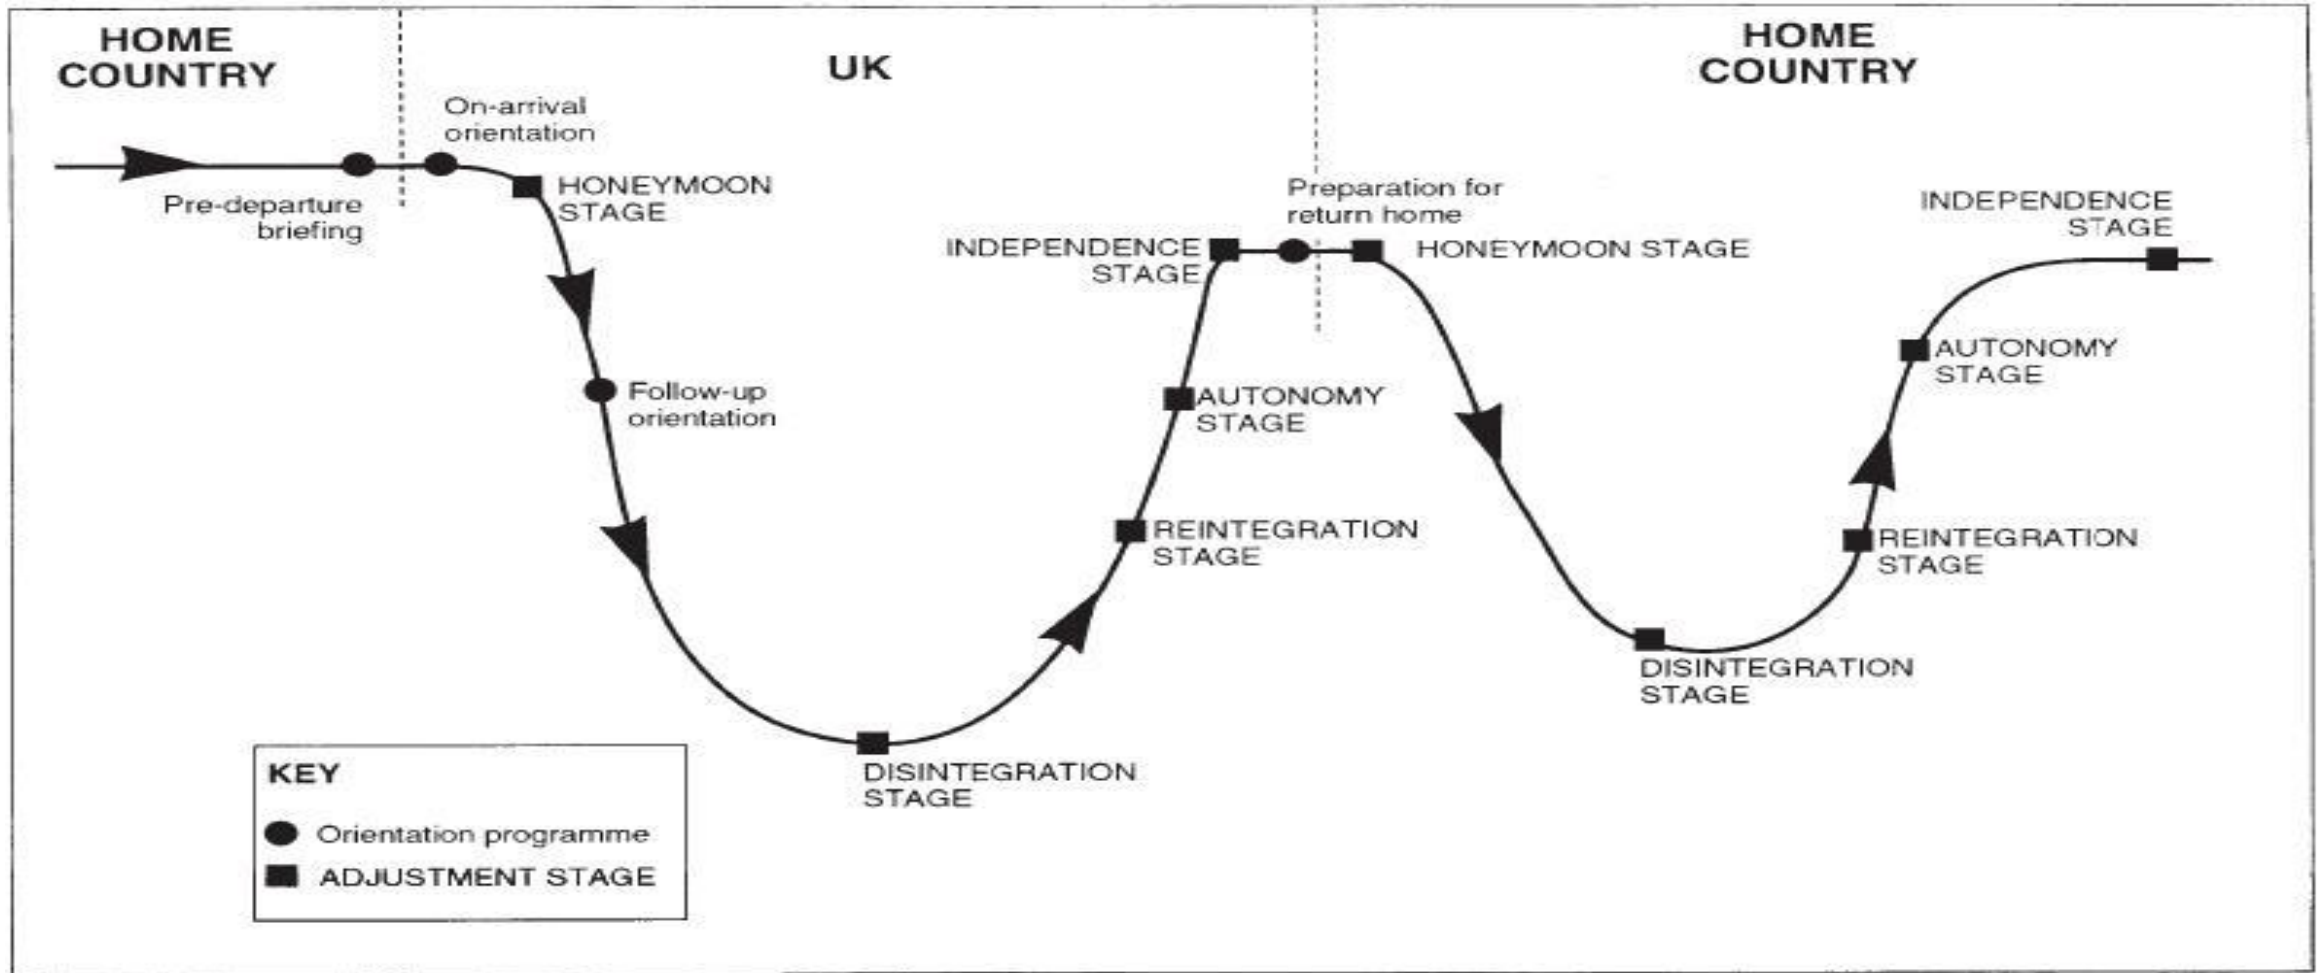 HOME
COUNTRY
UK
HOME
COUNTRY
On-arrival
orientation
Pre-departure
briefing
HONEYMOON
STAGE
Follow-up
orientation
DISINTEGRATION
STAGE
REINTEGRATION
STAGE
AUTONOMY
STAGE
INDEPENDENCE
STAGE
Preparation for
return home
HONEYMOON STAGE
DISINTEGRATION
STAGE
REINTEGRATION
STAGE
AUTONOMY
STAGE
INDEPENDENCE
STAGE
KEY
Orientation programme
ADJUSTMENT STAGE